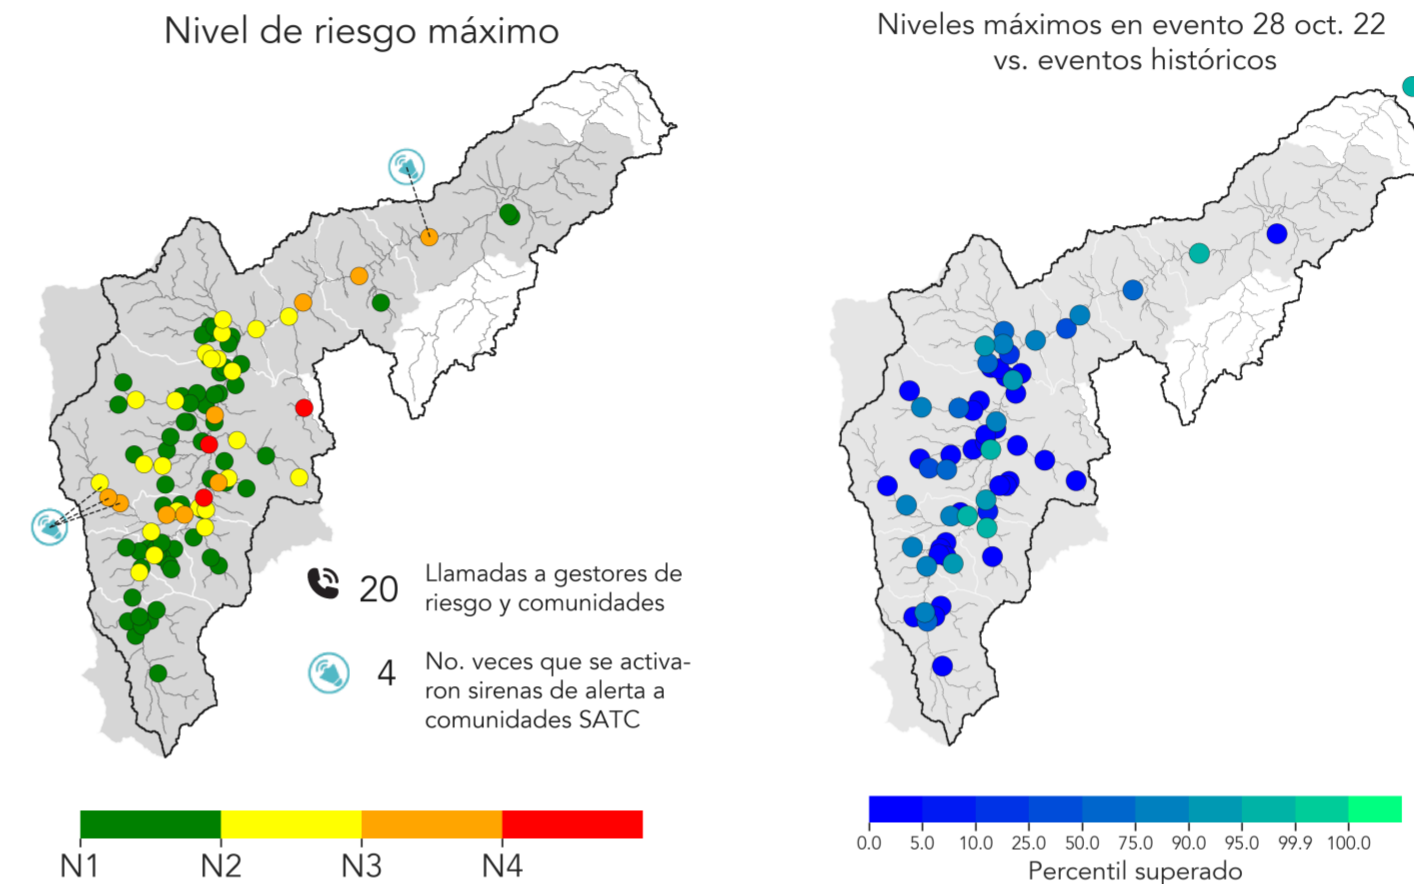 Nivel de riesgo máximo
20
Llamadas a gestores de
riesgo y comunidades
4
No. veces que se activa-
ron sirenas de alerta a
comunidades SATC
N1 N2 N3 N4
Niveles máximos en evento 28 oct. 22
vs. eventos históricos
0.0 5.0 10.0 25.0 50.0 75.0 90.0 95.0 99.9 100.0
Percentil superado